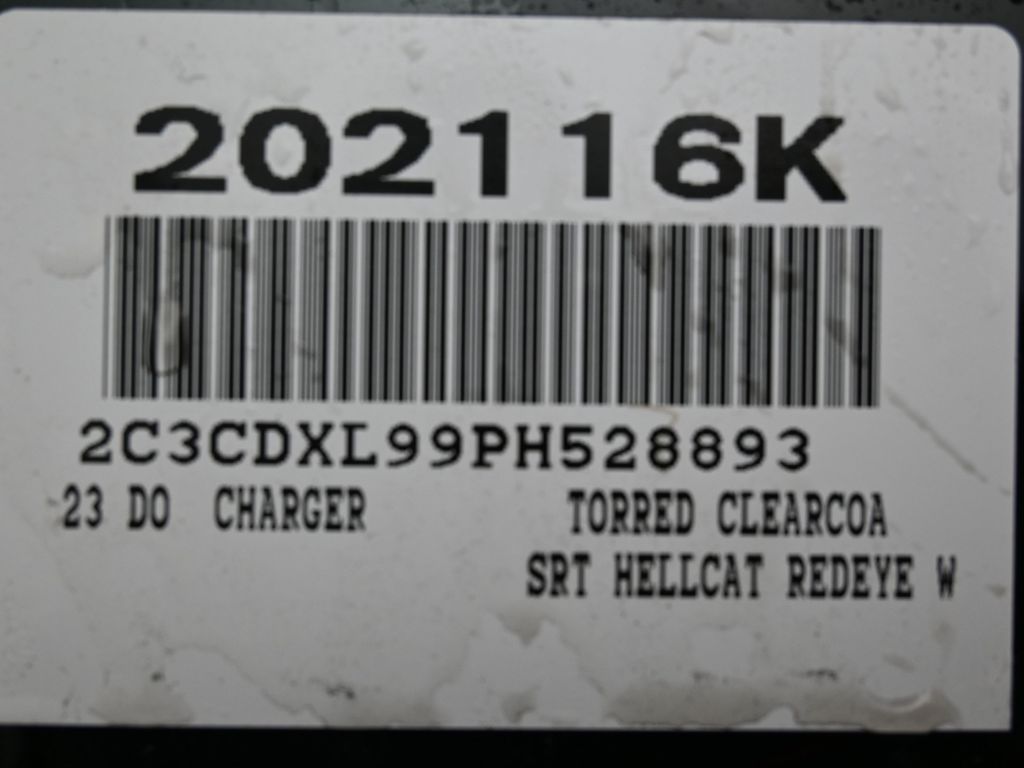 202116K
2C3CDXL99PH528893
23 DO CHARGER TORRED CLEARCOA
SRT HELLCAT REDEYE W